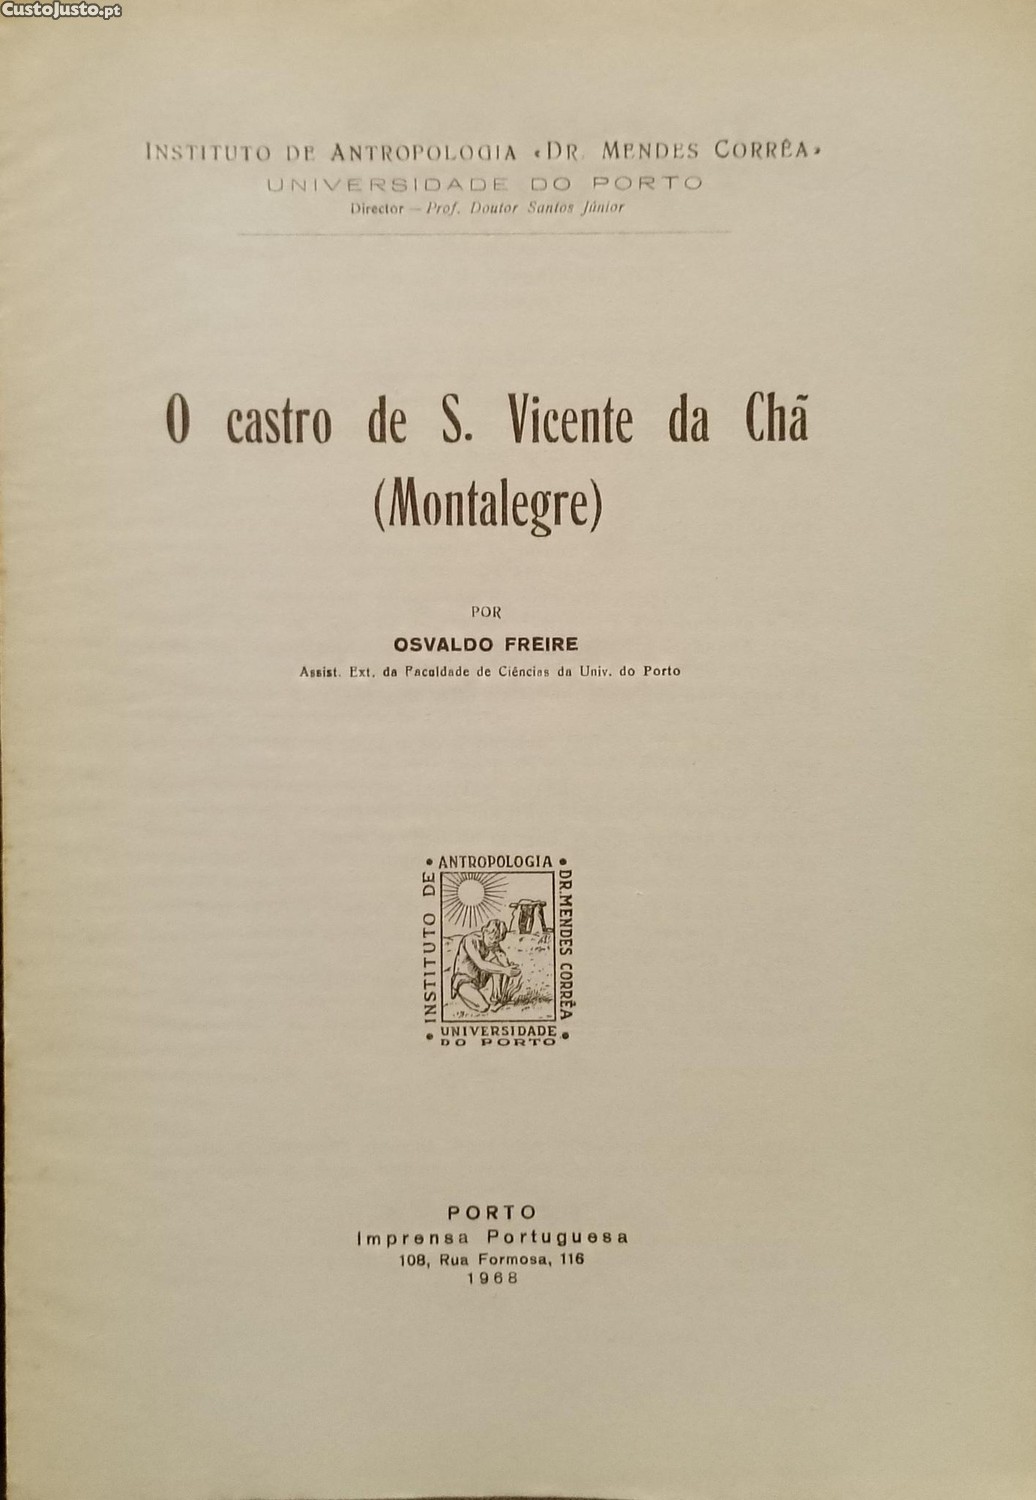 CustoJusto.pt
INSTITUTO DE ANTROPOLOGIA «DR. MENDES CORRÊA»
UNIVERSIDADE DO PORTO
Director — Prof. Doutor Santos Júnior
O castro de S. Vicente da Chã
(Montalegre)
POR
OSVALDO FREIRE
Assist. Ext. da Faculdade de Ciências da Univ. do Porto
INSTITUTO DE
ANTROPOLOGIA
DR. MENDES CORRÊA
UNIVERSIDADE
DO PORTO
PORTO
Imprensa Portuguesa
108, Rua Formosa, 116
1968